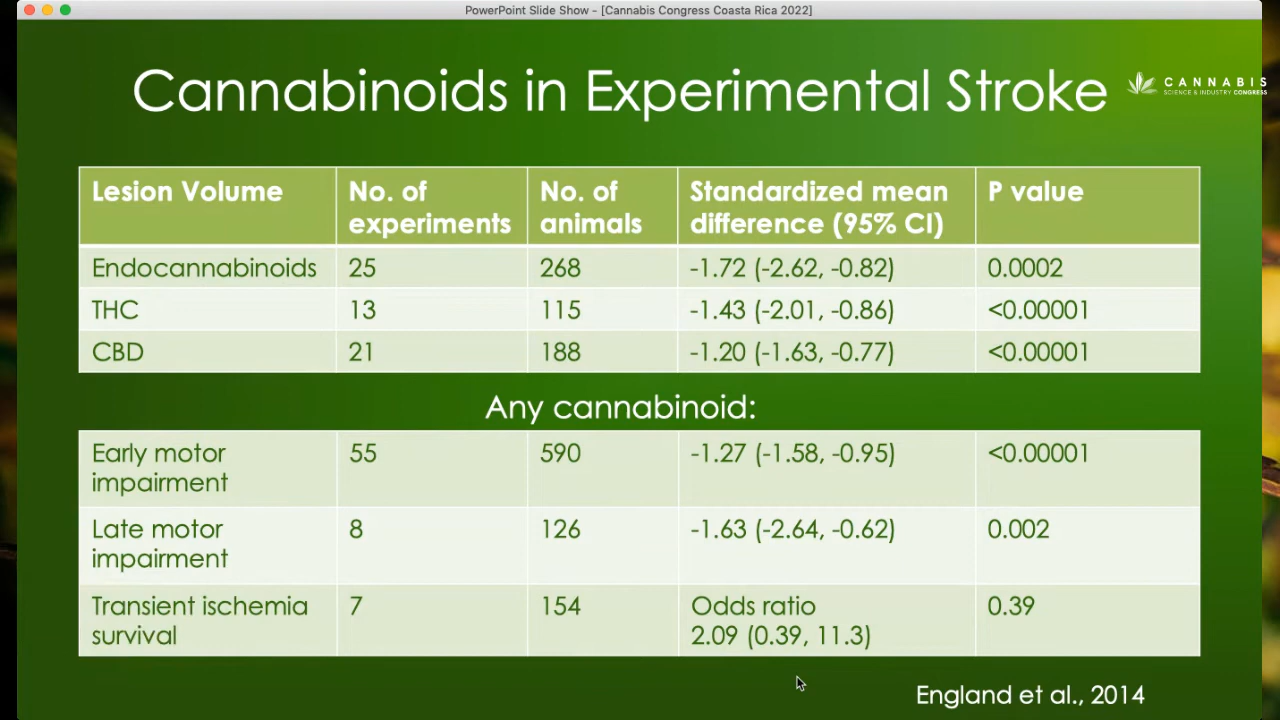 PowerPoint Slide Show - [Cannabis Congress Coasta Rica 2022]
Cannabinoids in Experimental Stroke
CANNABIS
SCIENCE & INDUSTRY CONGRESS
Lesion Volume No. of experiments No. of animals Standardized mean difference (95% CI) P value
Endocannabinoids 25 268 -1.72 (-2.62, -0.82) 0.0002
THC 13 115 -1.43 (-2.01, -0.86) <0.00001
CBD 21 188 -1.20 (-1.63, -0.77) <0.00001
Any cannabinoid:
Early motor impairment 55 590 -1.27 (-1.58, -0.95) <0.00001
Late motor impairment 8 126 -1.63 (-2.64, -0.62) 0.002
Transient ischemia survival 7 154 Odds ratio 2.09 (0.39, 11.3) 0.39
England et al., 2014